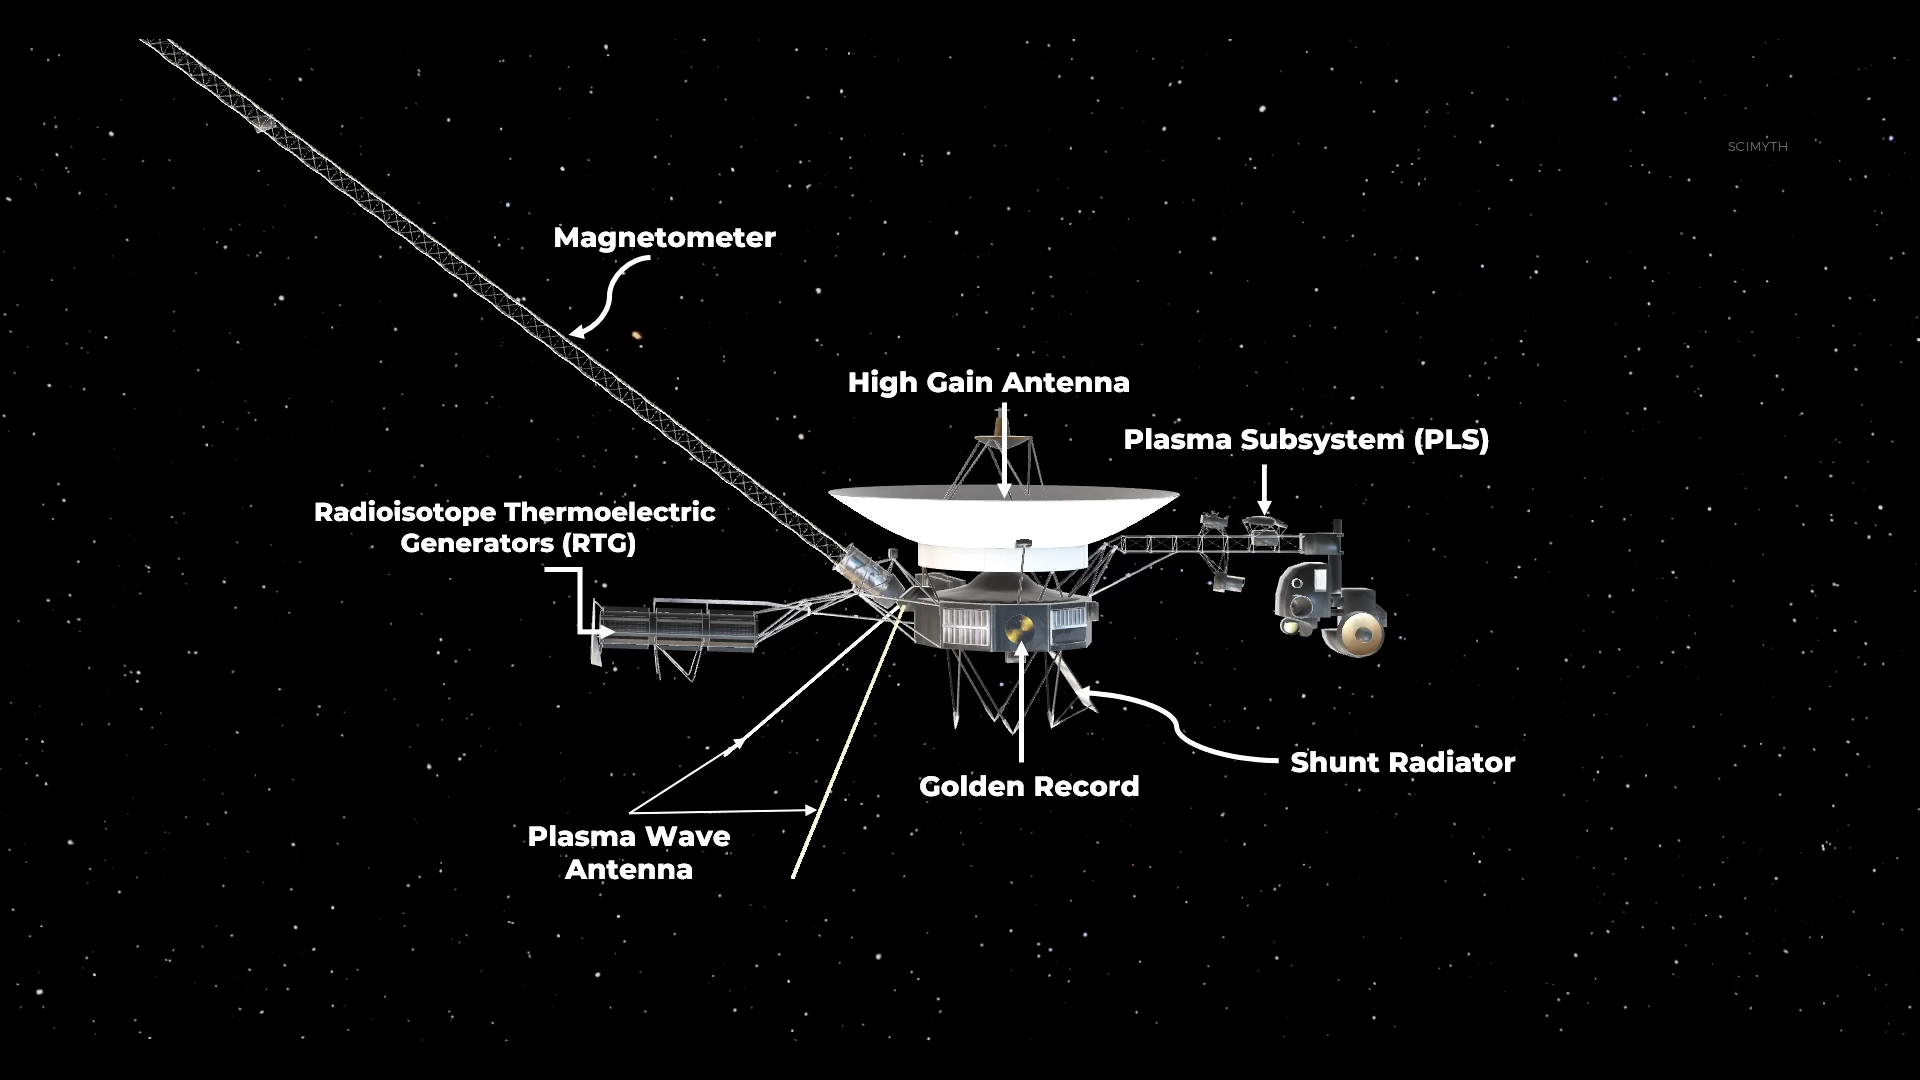 SCIMYTH
Magnetometer
High Gain Antenna
Plasma Subsystem (PLS)
Radioisotope Thermoelectric
Generators (RTG)
Shunt Radiator
Golden Record
Plasma Wave
Antenna